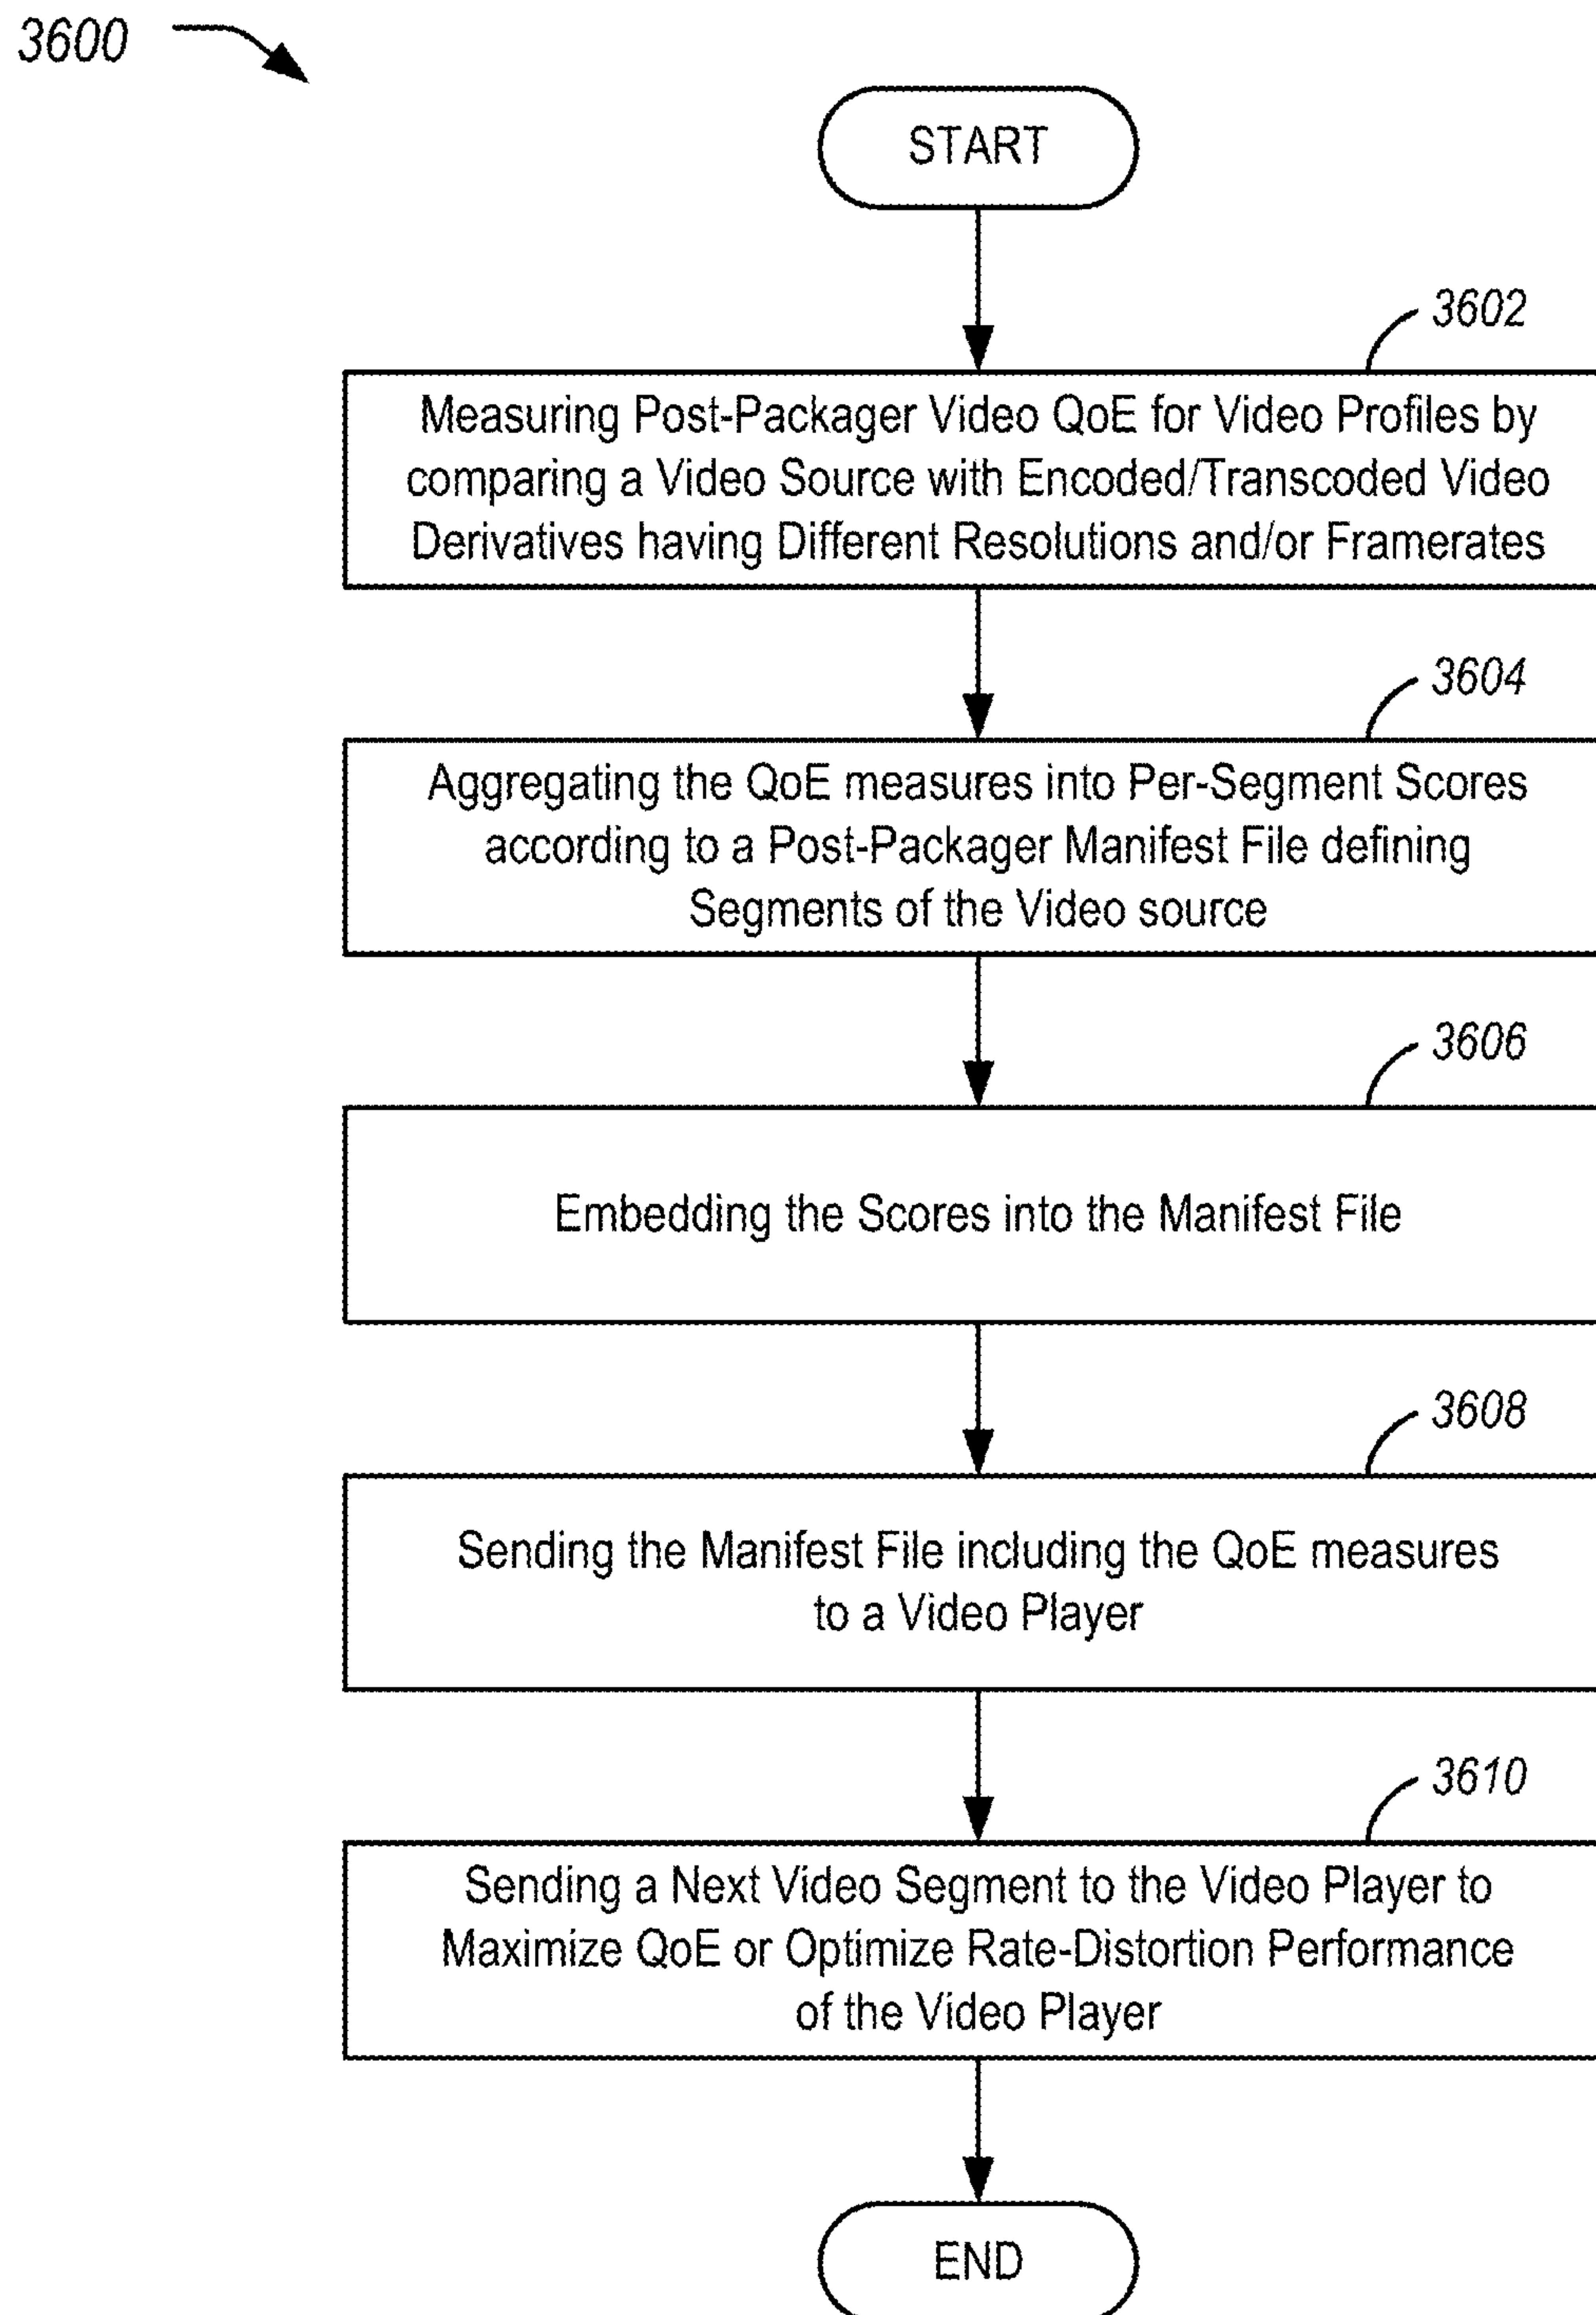 3600
START
3602
Measuring Post-Packager Video QoE for Video Profiles by
comparing a Video Source with Encoded/Transcoded Video
Derivatives having Different Resolutions and/or Framerates
3604
Aggregating the QoE measures into Per-Segment Scores
according to a Post-Packager Manifest File defining
Segments of the Video source
3606
Embedding the Scores into the Manifest File
3608
Sending the Manifest File including the QoE measures
to a Video Player
3610
Sending a Next Video Segment to the Video Player to
Maximize QoE or Optimize Rate-Distortion Performance
of the Video Player
END